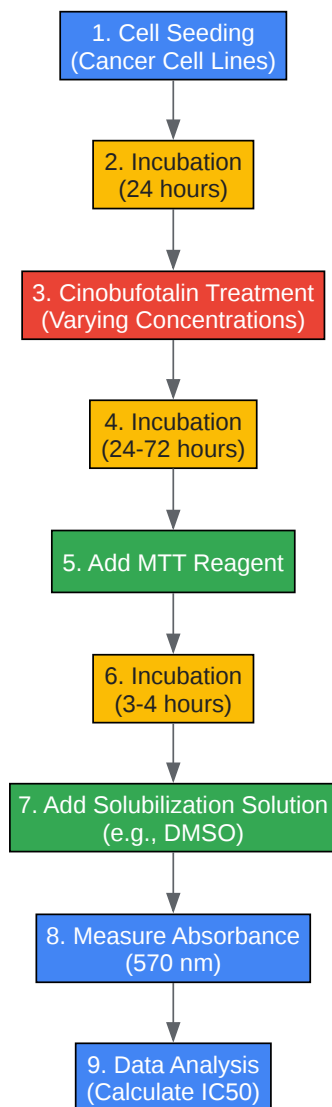 1. Cell Seeding
(Cancer Cell Lines)
2. Incubation
(24 hours)
3. Cinobufotalin Treatment
(Varying Concentrations)
4. Incubation
(24-72 hours)
5. Add MTT Reagent
6. Incubation
(3-4 hours)
7. Add Solubilization Solution
(e.g., DMSO)
8. Measure Absorbance
(570 nm)
9. Data Analysis
(Calculate IC50)